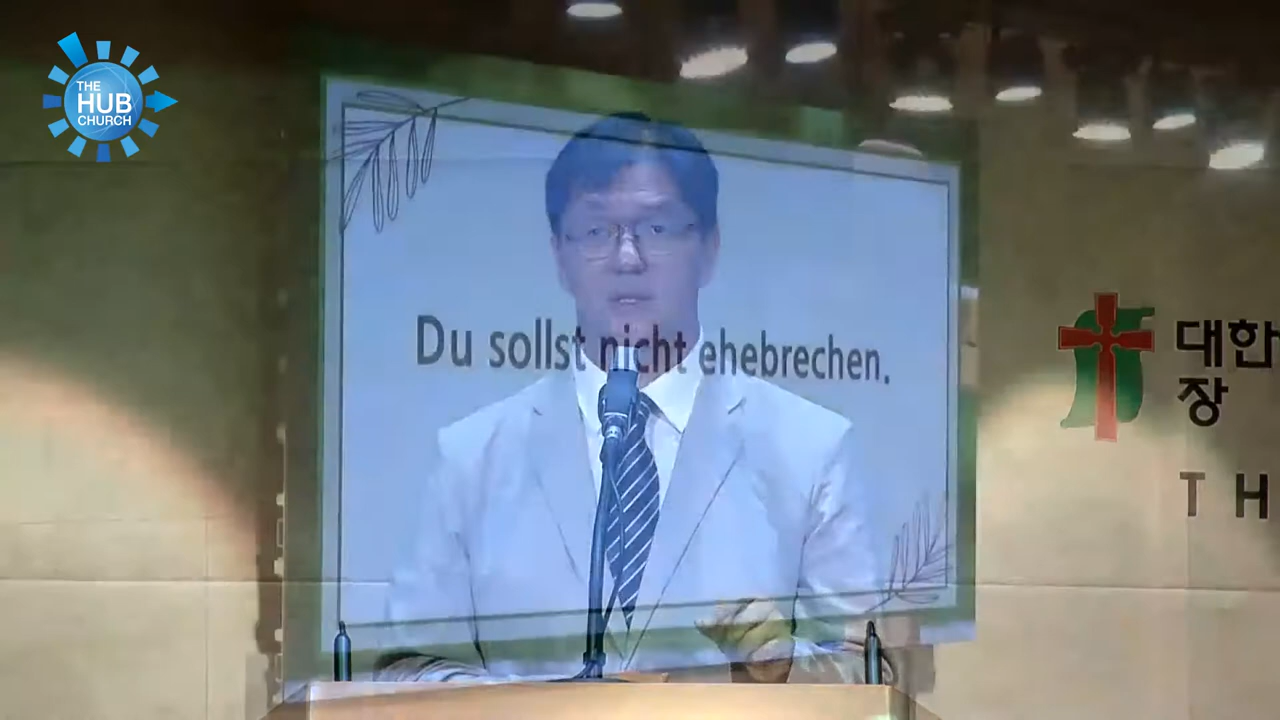 THE
HUB
CHURCH
Du sollst nicht ehebrechen.
대한
장
TH